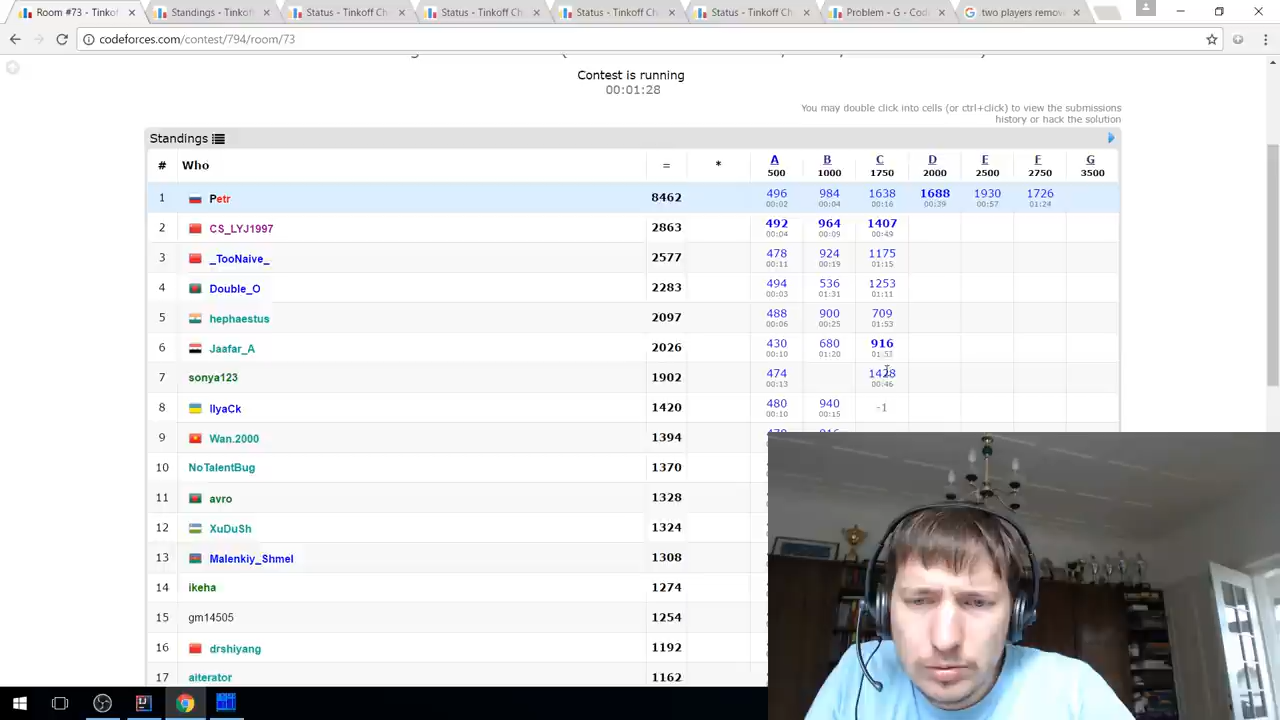 Room #73 - Tinkof
Standings - Tinkof
Status - Tinkoff Ch
Status - Tinkoff Ch
Status - Tinkoff Ch
Status - Tinkoff Ch
Problem - G - Cod
two players remov
codeforces.com/contest/794/room/73
Contest is running
00:01:28
You may double click into cells (or ctrl+click) to view the submissions
history or hack the solution
Standings
# Who = * A B C D E F G
500 1000 1750 2000 2500 2750 3500
1 Petr 8462 496 984 1638 1688 1930 1726
00:02 00:04 00:16 00:39 00:57 01:24
2 CS_LYJ1997 2863 492 964 1407
00:04 00:09 00:49
3 _TooNaive_ 2577 478 924 1175
00:11 00:19 01:15
4 Double_O 2283 494 536 1253
00:03 01:31 01:11
5 hephaestus 2097 488 900 709
00:06 00:25 01:53
6 Jaafar_A 2026 430 680 916
00:10 01:20 01:53
7 sonya123 1902 474 1428
00:13 00:46
8 IlyaCk 1420 480 940 -1
00:10 00:15
9 Wan.2000 1394
10 NoTalentBug 1370
11 avro 1328
12 XuDuSh 1324
13 Malenkiy_Shmel 1308
14 ikeha 1274
15 gm14505 1254
16 drshiyang 1192
17 aiterator 1162